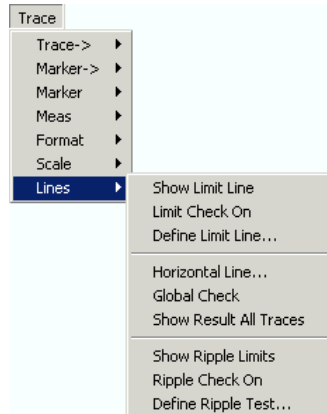 Trace
Trace->
Marker->
Marker
Meas
Format
Scale
Lines
Show Limit Line
Limit Check On
Define Limit Line...
Horizontal Line...
Global Check
Show Result All Traces
Show Ripple Limits
Ripple Check On
Define Ripple Test...